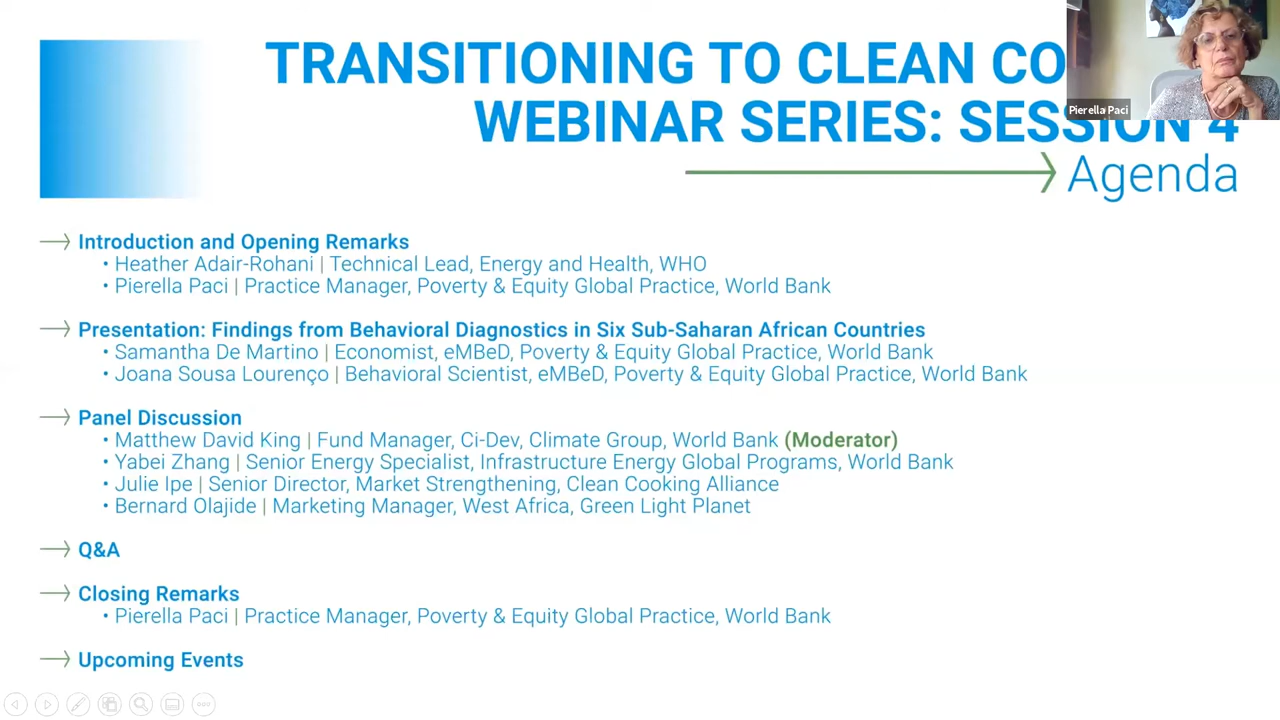 TRANSITIONING TO CLEAN CO
WEBINAR SERIES: SESSION 4
Pierella Paci
Agenda
Introduction and Opening Remarks
• Heather Adair-Rohani | Technical Lead, Energy and Health, WHO
• Pierella Paci | Practice Manager, Poverty & Equity Global Practice, World Bank
Presentation: Findings from Behavioral Diagnostics in Six Sub-Saharan African Countries
• Samantha De Martino | Economist, eMBeD, Poverty & Equity Global Practice, World Bank
• Joana Sousa Lourenço | Behavioral Scientist, eMBeD, Poverty & Equity Global Practice, World Bank
Panel Discussion
• Matthew David King | Fund Manager, Ci-Dev, Climate Group, World Bank (Moderator)
• Yabei Zhang | Senior Energy Specialist, Infrastructure Energy Global Programs, World Bank
• Julie Ipe | Senior Director, Market Strengthening, Clean Cooking Alliance
• Bernard Olajide | Marketing Manager, West Africa, Green Light Planet
Q&A
Closing Remarks
• Pierella Paci | Practice Manager, Poverty & Equity Global Practice, World Bank
Upcoming Events